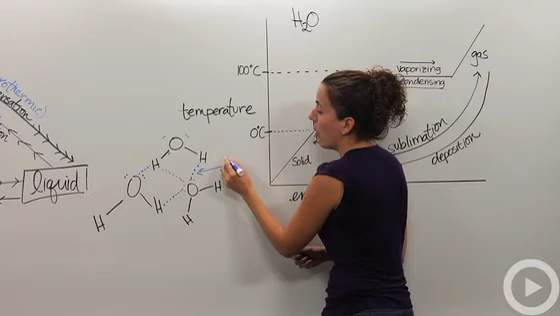 H₂O
gas
100°C
vaporizing
condensing
temperature
0°C
solid
sublimation
deposition
liquid
O
H
H
O
H
H
O
H
H